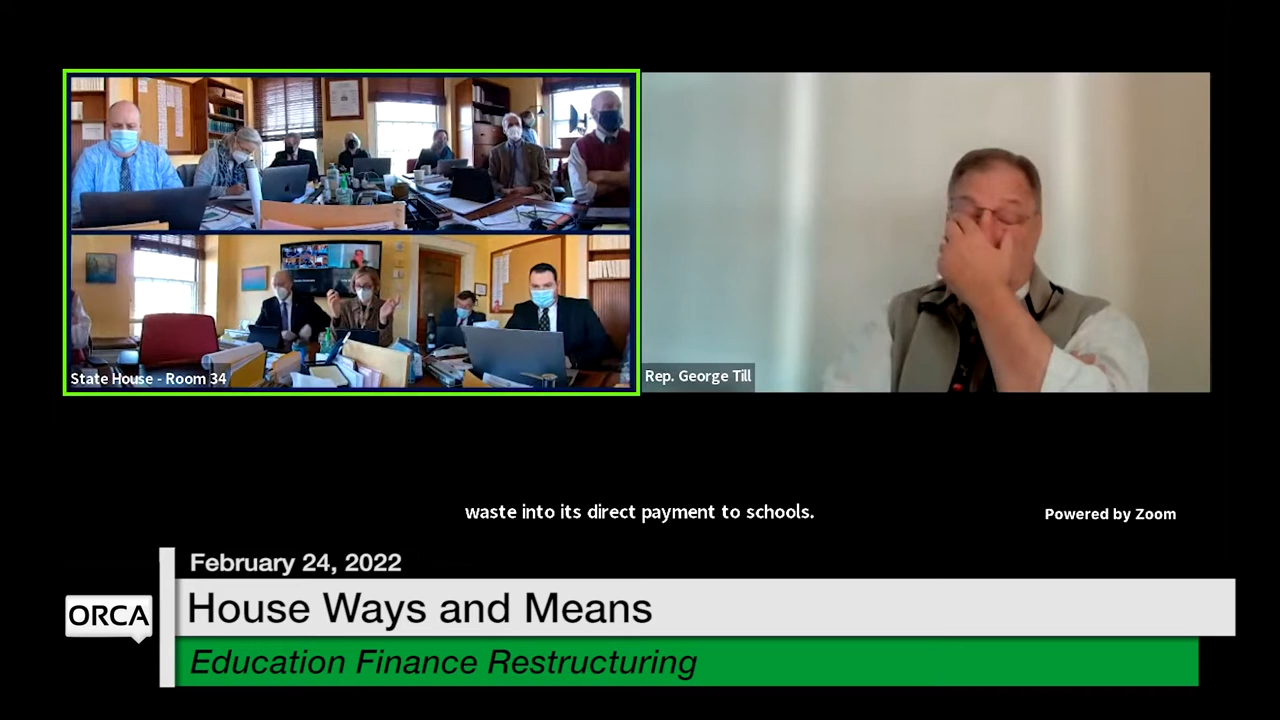 State House - Room 34
Rep. George Till
waste into its direct payment to schools.
Powered by Zoom
February 24, 2022
ORCA
House Ways and Means
Education Finance Restructuring